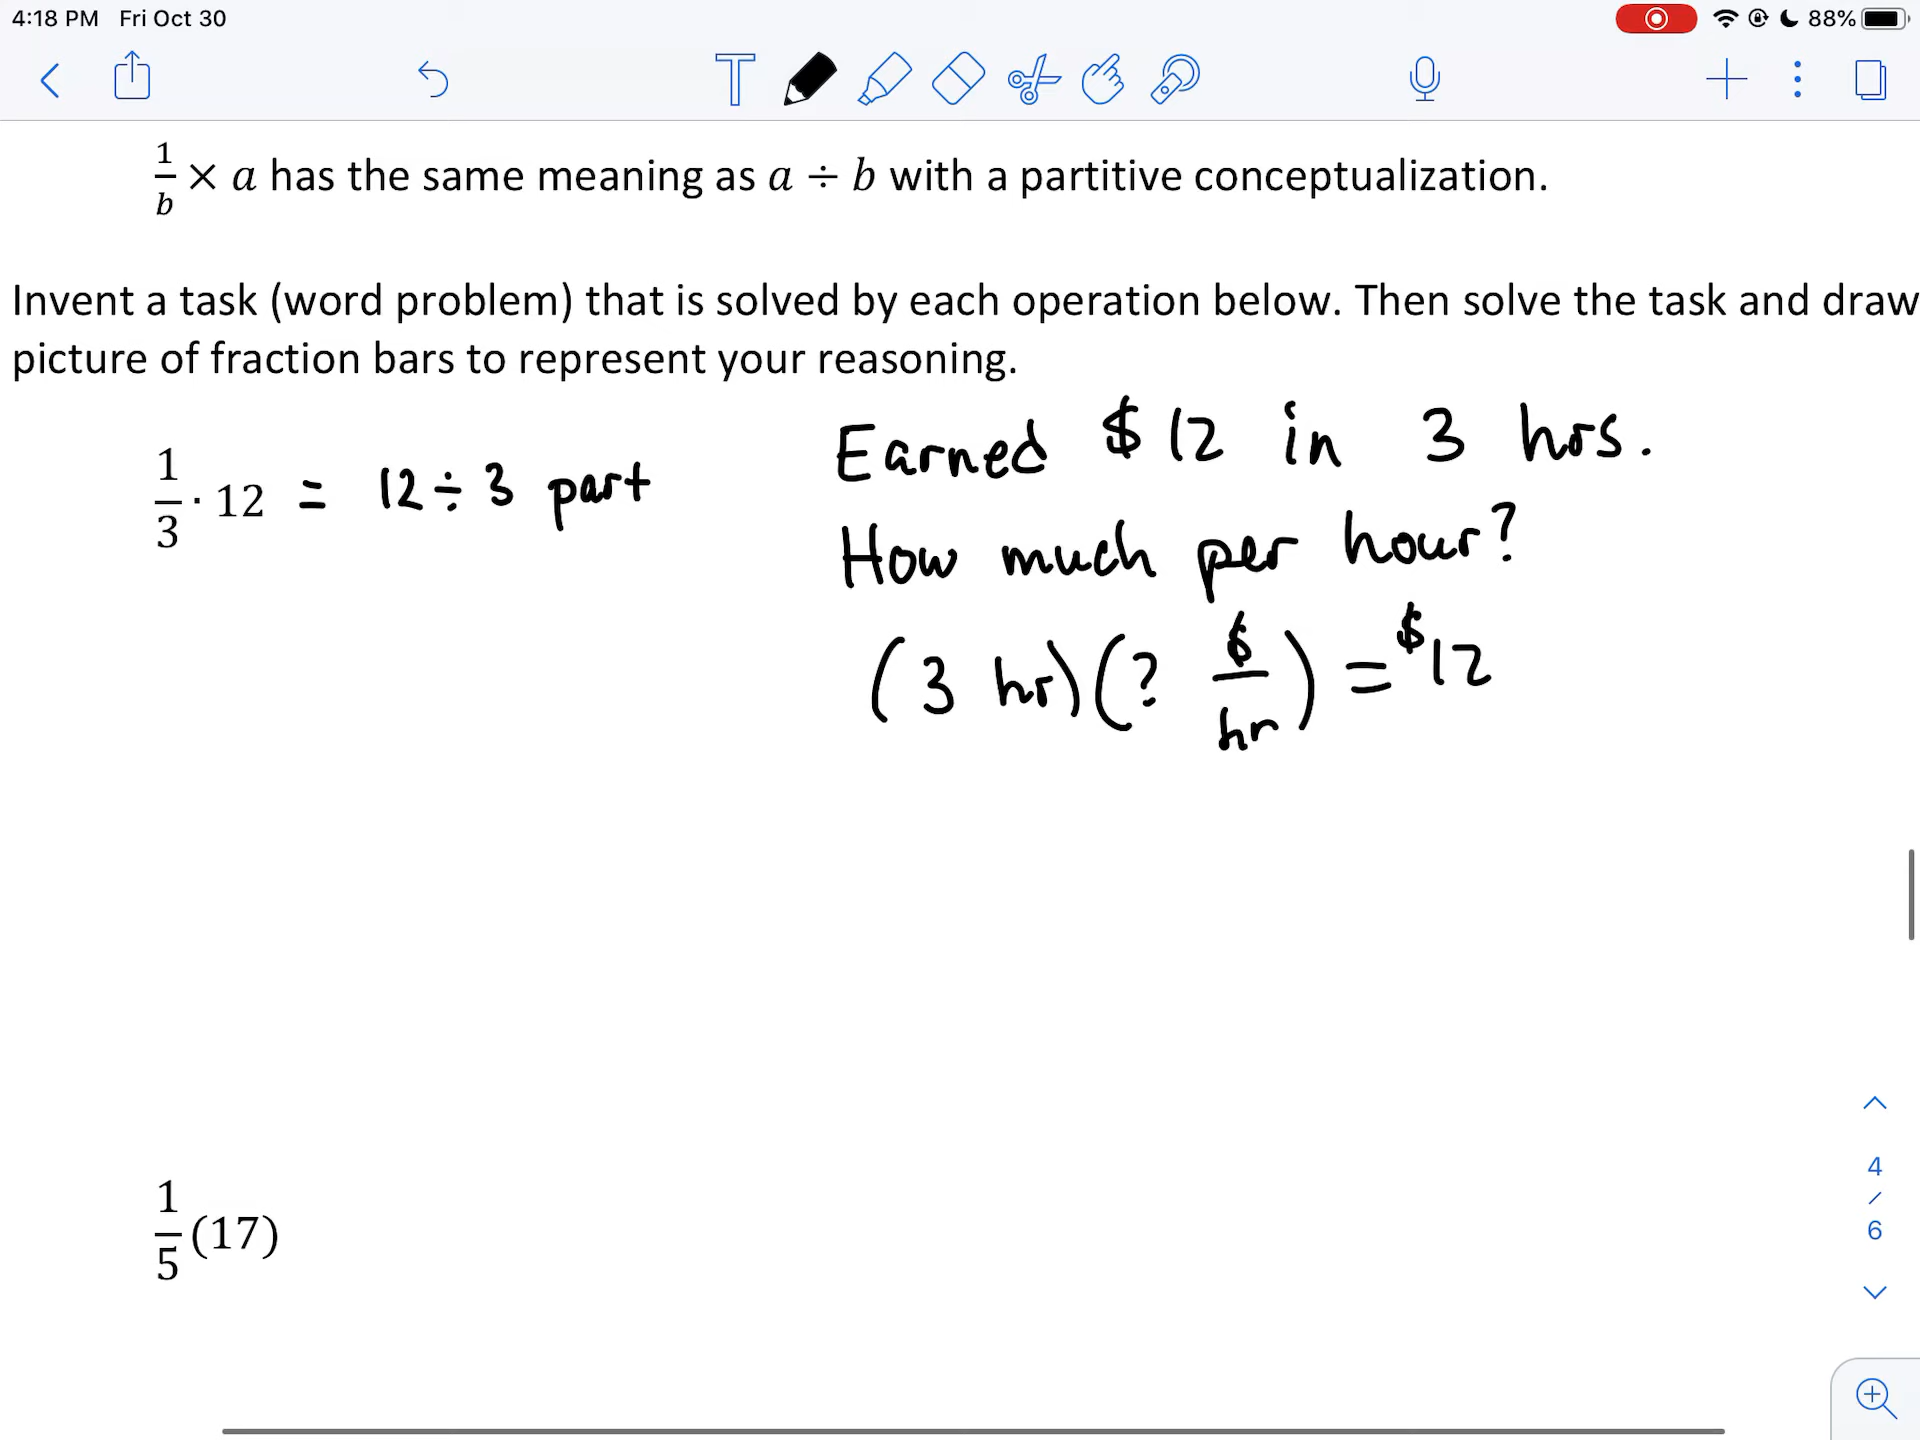 4:18 PM Fri Oct 30 88%
1/b × a has the same meaning as a ÷ b with a partitive conceptualization.
Invent a task (word problem) that is solved by each operation below. Then solve the task and draw
picture of fraction bars to represent your reasoning.
1/3 · 12 = 12 ÷ 3 part
Earned $12 in 3 hrs.
How much per hour?
(3 hr)(? $/hr) = $12
1/5 (17)
4
/
6